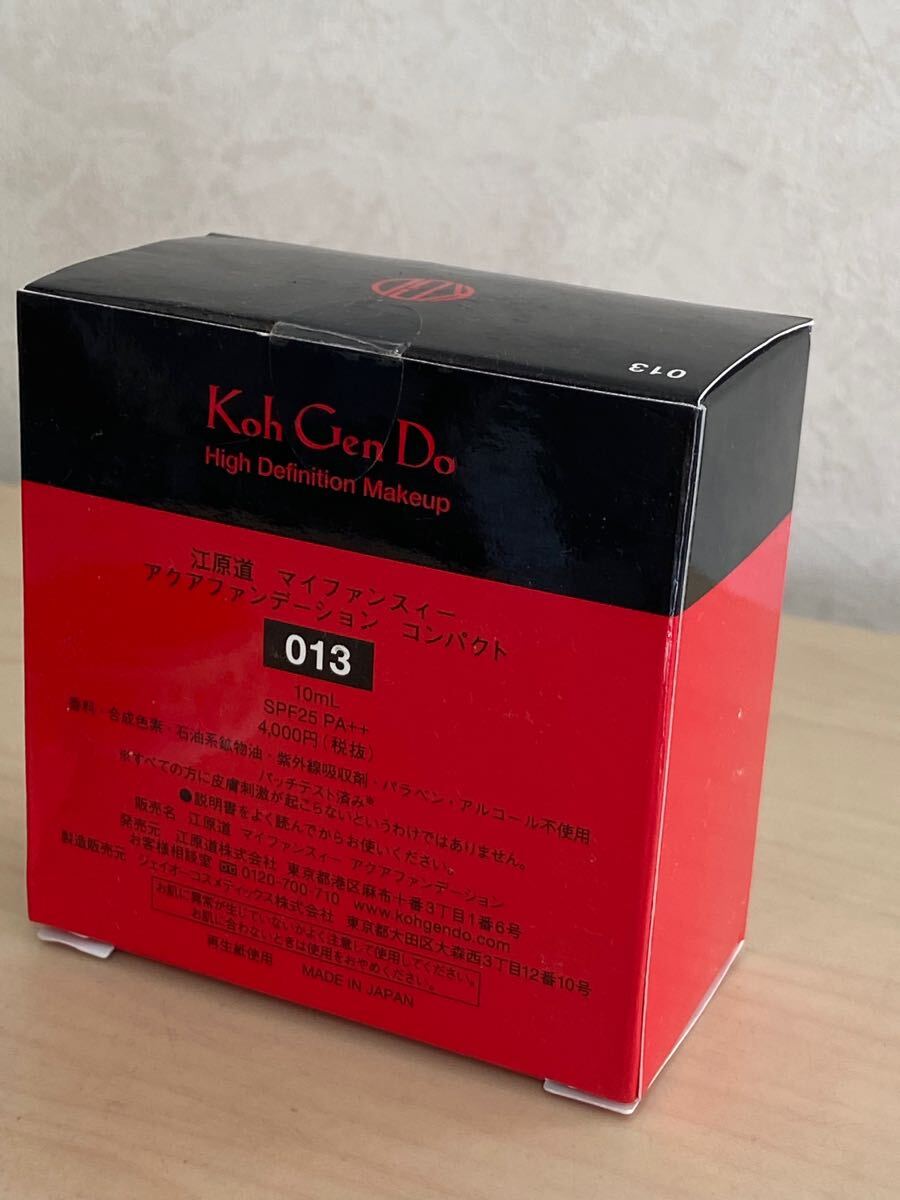 KGD
013
Koh Gen Do
High Definition Makeup
江原道 マイファンスィー
アクアファンデーション コンパクト
013
10mL
SPF25 PA++
4,000円(税抜)
香料・合成色素・石油系鉱物油・紫外線吸収剤・パラベン・アルコール不使用
パッチテスト済み※
※すべての方に皮膚刺激が起こらないというわけではありません。
●説明書をよく読んでからお使いください。
販売名 江原道 マイファンスィー アクアファンデーション
発売元 江原道株式会社 東京都港区麻布十番3丁目1番6号
お客様相談室 0120-700-710 www.kohgendo.com
製造販売元 ジェイオーコスメティックス株式会社 東京都大田区大森西3丁目12番10号
お肌に異常が生じていないかよく注意して使用してください。
お肌に合わないときは使用をおやめください。
再生紙使用 MADE IN JAPAN